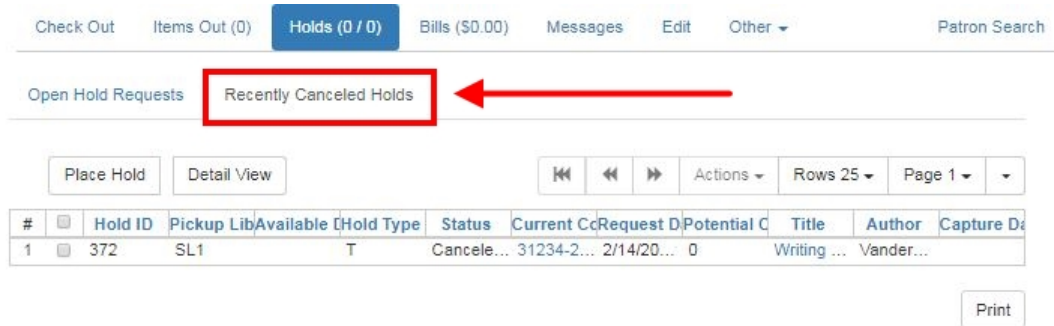 Check Out Items Out (0) Holds (0 / 0) Bills ($0.00) Messages Edit Other Patron Search
Open Hold Requests Recently Canceled Holds
Place Hold Detail View Actions Rows 25 Page 1
# Hold ID Pickup Lib Available D Hold Type Status Current Co Request D Potential C Title Author Capture Da
1 372 SL1 T Cancele... 31234-2... 2/14/20... 0 Writing ... Vander...
Print